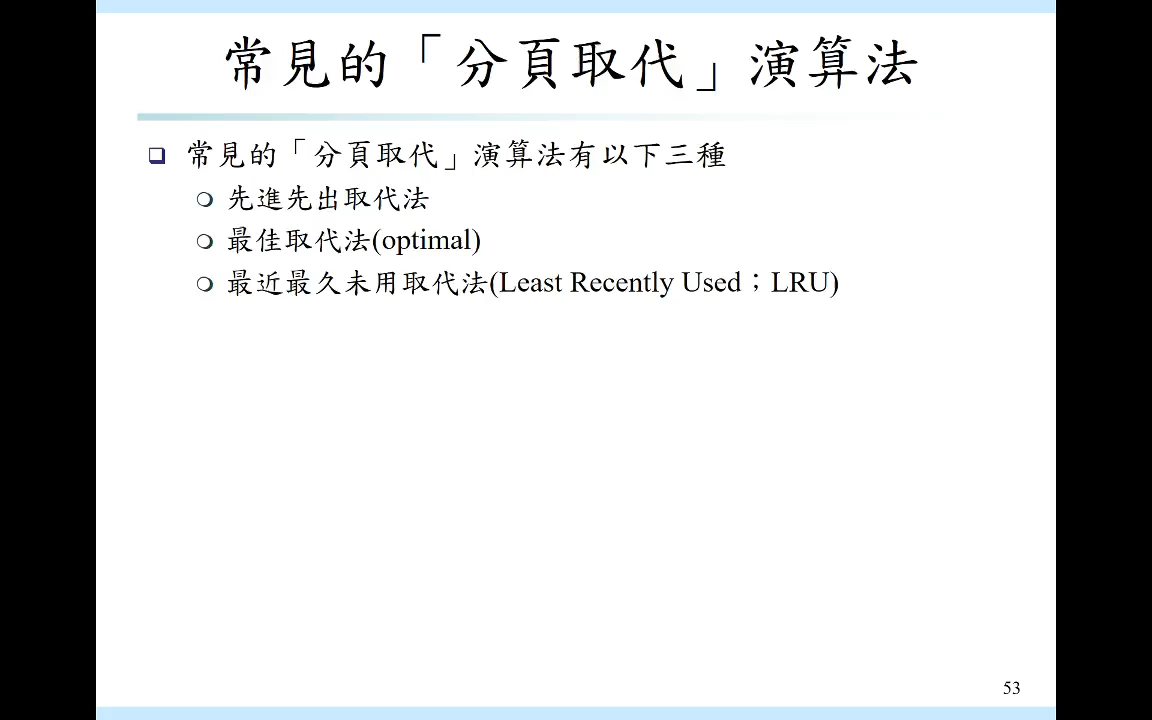 常見的「分頁取代」演算法
常見的「分頁取代」演算法有以下三種
先進先出取代法
最佳取代法(optimal)
最近最久未用取代法(Least Recently Used；LRU)
53